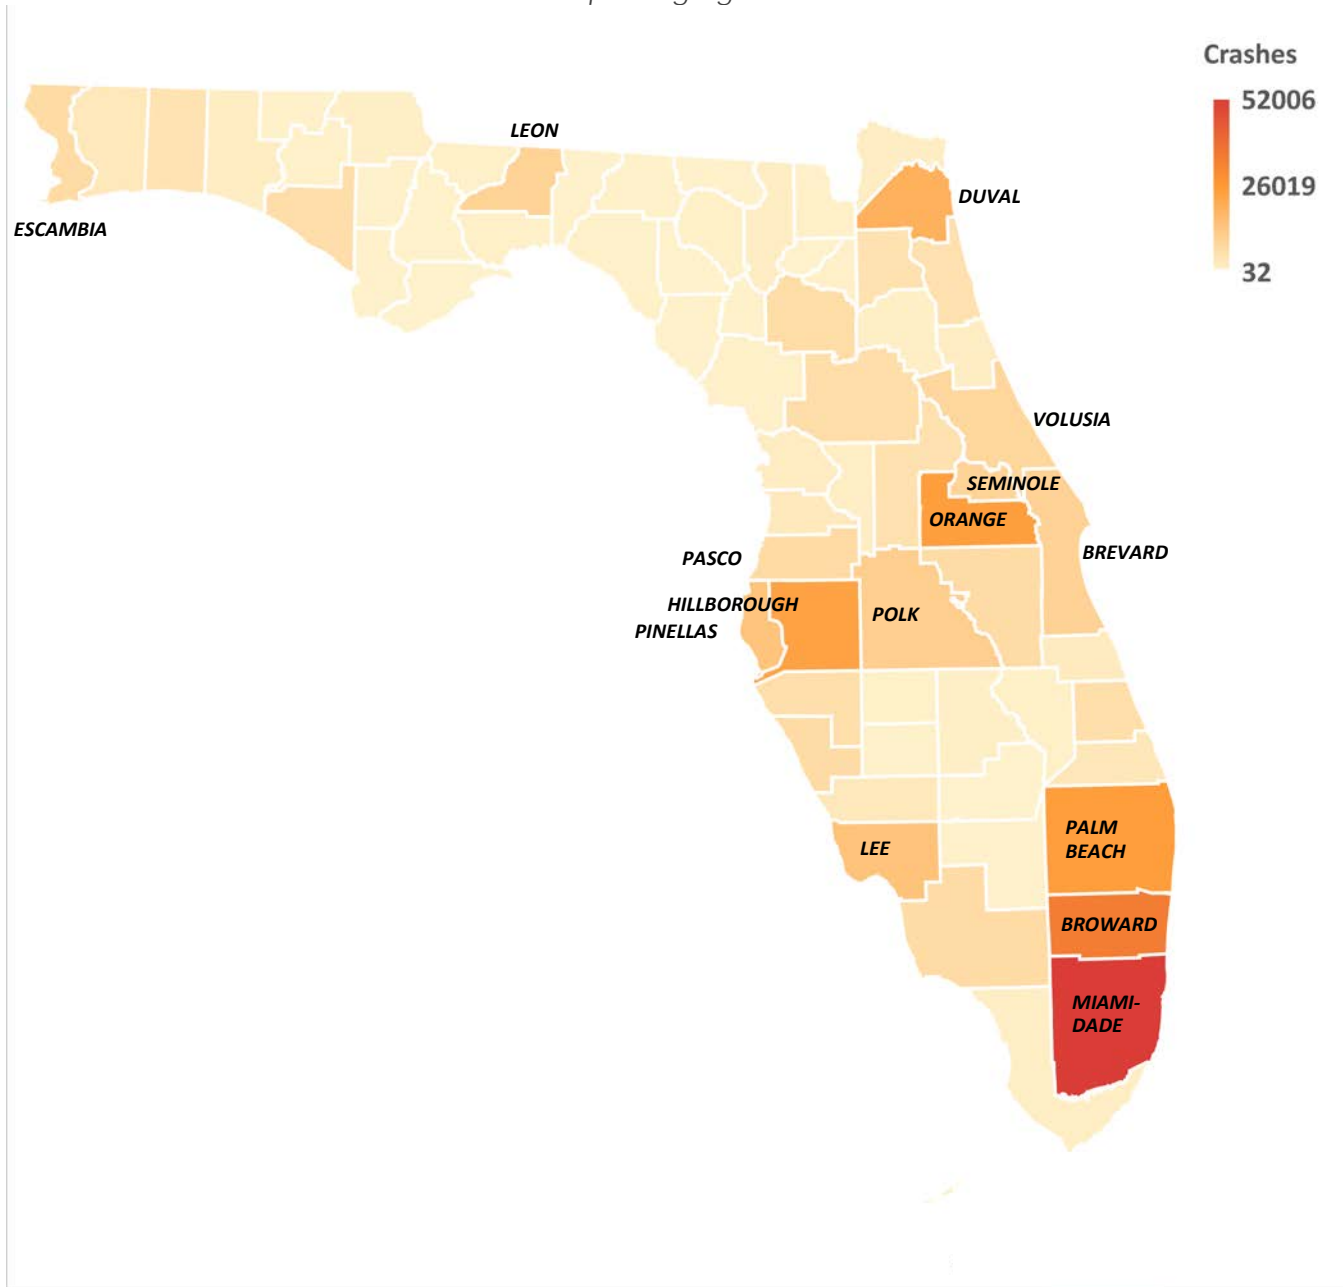 Crashes
52006
26019
32
LEON
DUVAL
ESCAMBIA
VOLUSIA
SEMINOLE
ORANGE
BREVARD
PASCO
HILLBOROUGH
POLK
PINELLAS
LEE
PALM
BEACH
BROWARD
MIAMI-
DADE